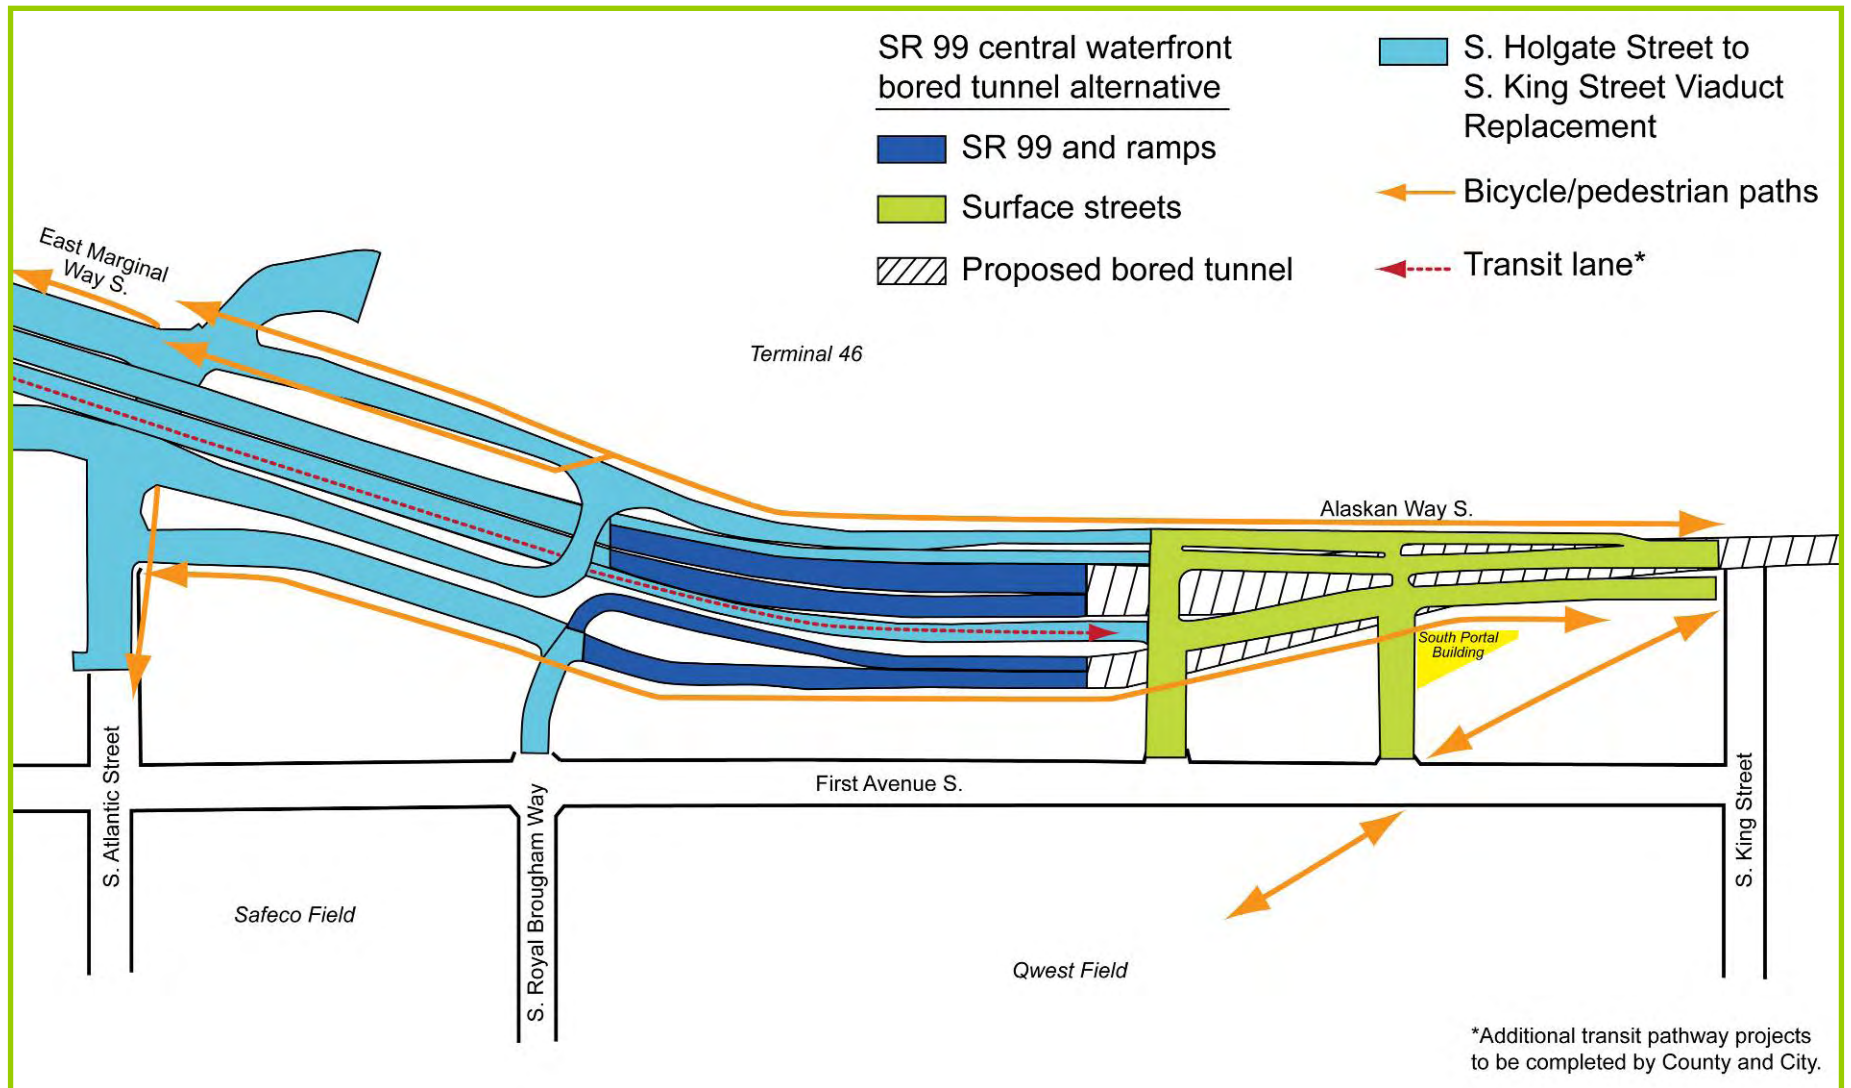 SR 99 central waterfront
bored tunnel alternative
SR 99 and ramps
Surface streets
Proposed bored tunnel
S. Holgate Street to
S. King Street Viaduct
Replacement
Bicycle/pedestrian paths
Transit lane*
East Marginal
Way S.
Terminal 46
Alaskan Way S.
South Portal
Building
First Avenue S.
S. Atlantic Street
S. Royal Brougham Way
S. King Street
Safeco Field
Qwest Field
*Additional transit pathway projects
to be completed by County and City.